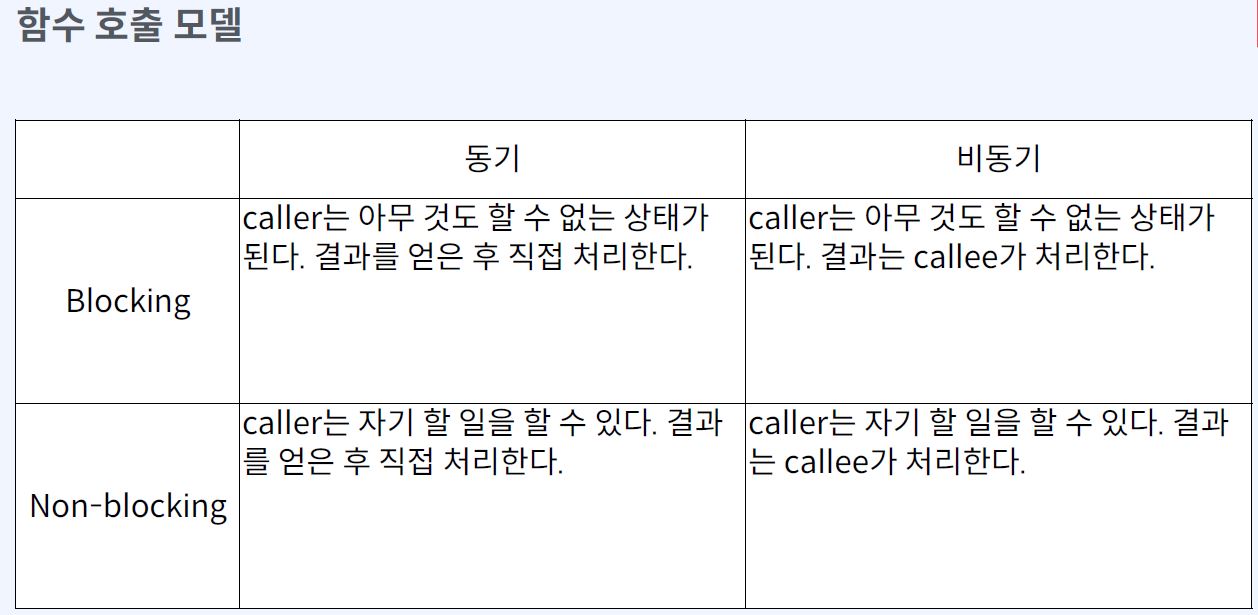 함수 호출 모델
동기
비동기
Blocking
caller는 아무 것도 할 수 없는 상태가
된다. 결과를 얻은 후 직접 처리한다.
caller는 아무 것도 할 수 없는 상태가
된다. 결과는 callee가 처리한다.
Non-blocking
caller는 자기 할 일을 할 수 있다. 결과
를 얻은 후 직접 처리한다.
caller는 자기 할 일을 할 수 있다. 결과
는 callee가 처리한다.